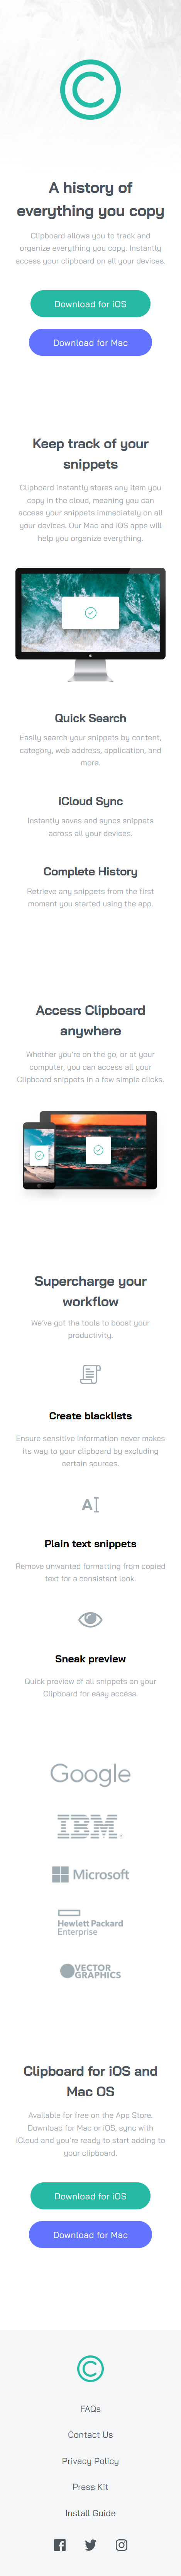 A history of
everything you copy
Clipboard allows you to track and
organize everything you copy. Instantly
access your clipboard on all your devices.
Download for iOS
Download for Mac
Keep track of your
snippets
Clipboard instantly stores any item you
copy in the cloud, meaning you can
access your snippets immediately on all
your devices. Our Mac and iOS apps will
help you organize everything.
Quick Search
Easily search your snippets by content,
category, web address, application, and
more.
iCloud Sync
Instantly saves and syncs snippets
across all your devices.
Complete History
Retrieve any snippets from the first
moment you started using the app.
Access Clipboard
anywhere
Whether you're on the go, or at your
computer, you can access all your
Clipboard snippets in a few simple clicks.
Supercharge your
workflow
We've got the tools to boost your
productivity.
Create blacklists
Ensure sensitive information never makes
its way to your clipboard by excluding
certain sources.
A
Plain text snippets
Remove unwanted formatting from copied
text for a consistent look.
Sneak preview
Quick preview of all snippets on your
Clipboard for easy access.
Google
IBM
Microsoft
Hewlett Packard
Enterprise
VECTOR
GRAPHICS
Clipboard for iOS and
Mac OS
Available for free on the App Store.
Download for Mac or iOS, sync with
iCloud and you're ready to start adding to
your clipboard.
Download for iOS
Download for Mac
FAQs
Contact Us
Privacy Policy
Press Kit
Install Guide